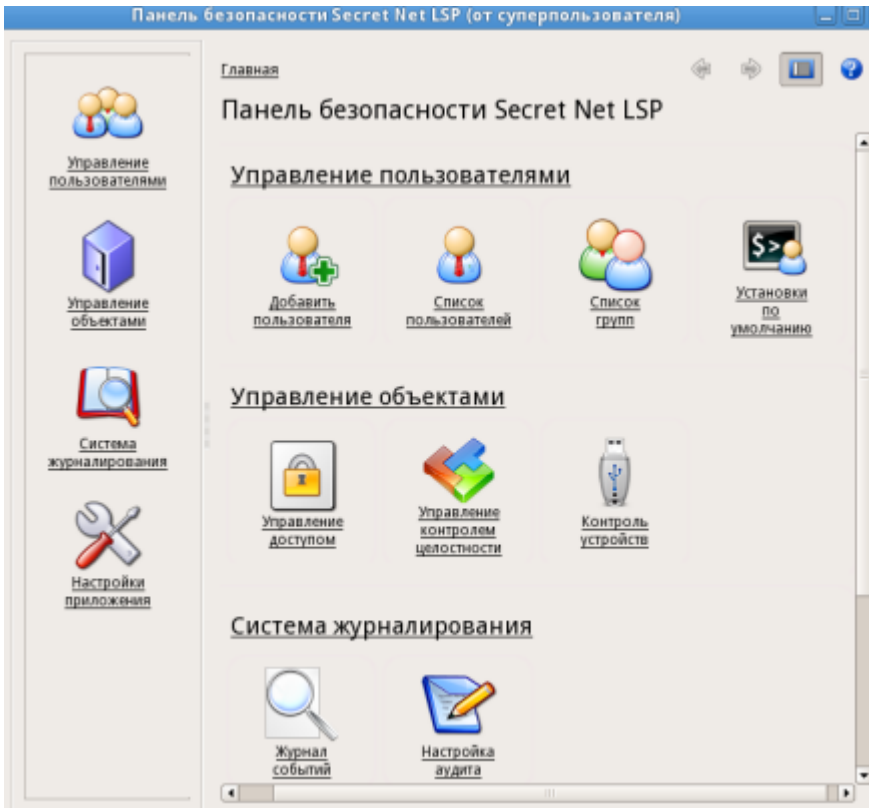 Панель безопасности Secret Net LSP (от суперпользователя)
Управление
пользователями
Управление
объектами
Система
журналирования
Настройки
приложения
Главная
Панель безопасности Secret Net LSP
Управление пользователями
Добавить
пользователя
Список
пользователей
Список
групп
Установки
по
умолчанию
Управление объектами
Управление
доступом
Управление
контролем
целостности
Контроль
устройств
Система журналирования
Журнал
событий
Настройка
аудита